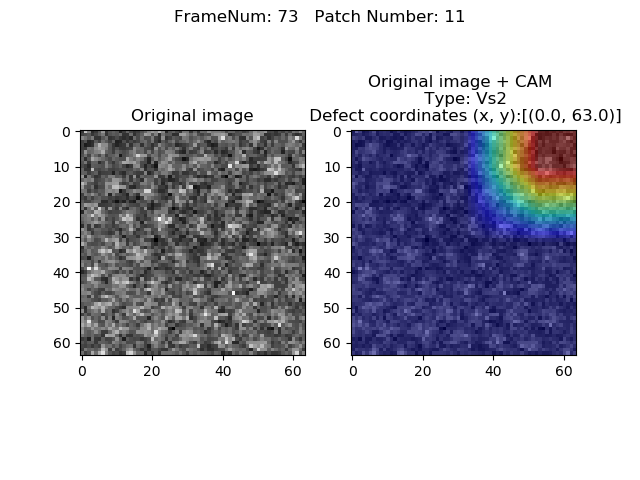 FrameNum: 73   Patch Number: 11
Original image
Original image + CAM
Type: Vs2
Defect coordinates (x, y):[(0.0, 63.0)]
0
10
20
30
40
50
60
0 20 40 60
0
10
20
30
40
50
60
0 20 40 60